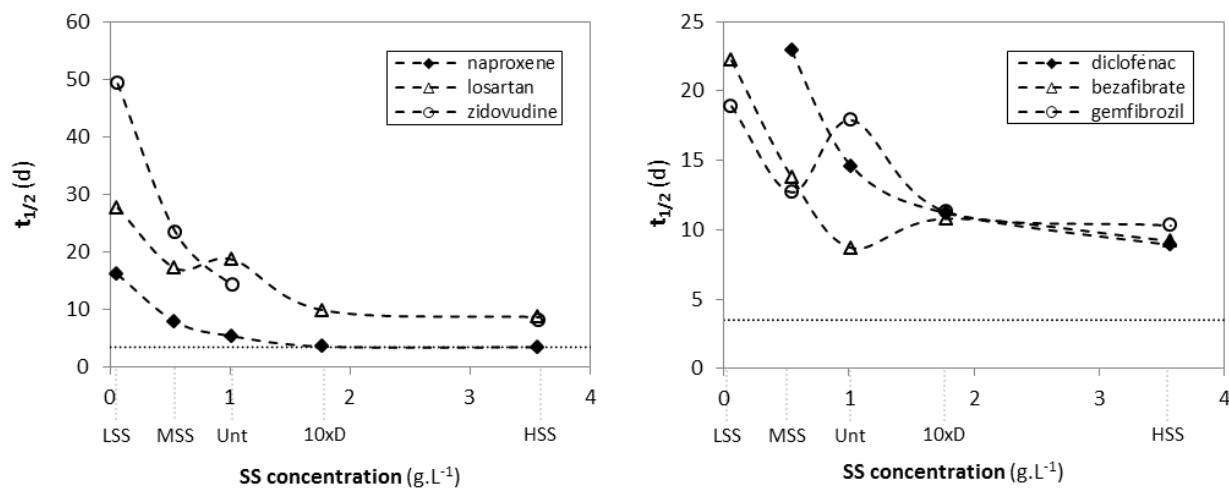 60
50
40
30
20
10
0
t1/2 (d)
naproxene
losartan
zidovudine
0 1 2 3 4
LSS MSS Unt 10xD HSS
SS concentration (g.L-1)
25
20
15
10
5
0
t1/2 (d)
diclofénac
bezafibrate
gemfibrozil
0 1 2 3 4
LSS MSS Unt 10xD HSS
SS concentration (g.L-1)